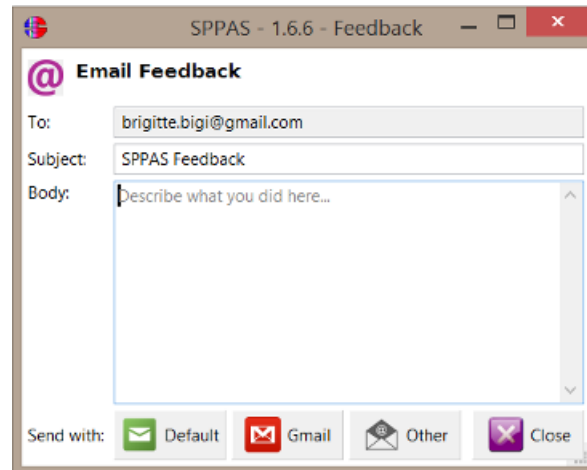 SPPAS - 1.6.6 - Feedback
@ Email Feedback
To: brigitte.bigi@gmail.com
Subject: SPPAS Feedback
Body: Describe what you did here...
Send with: Default Gmail Other Close